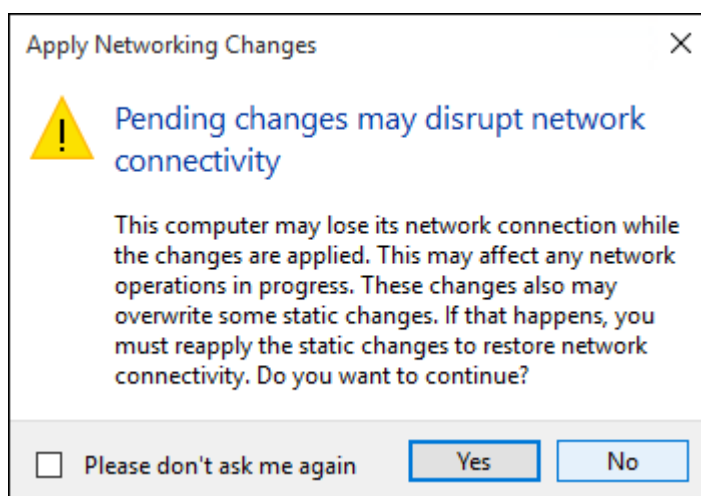 Apply Networking Changes
Pending changes may disrupt network
connectivity
This computer may lose its network connection while
the changes are applied. This may affect any network
operations in progress. These changes also may
overwrite some static changes. If that happens, you
must reapply the static changes to restore network
connectivity. Do you want to continue?
Please don't ask me again
Yes
No